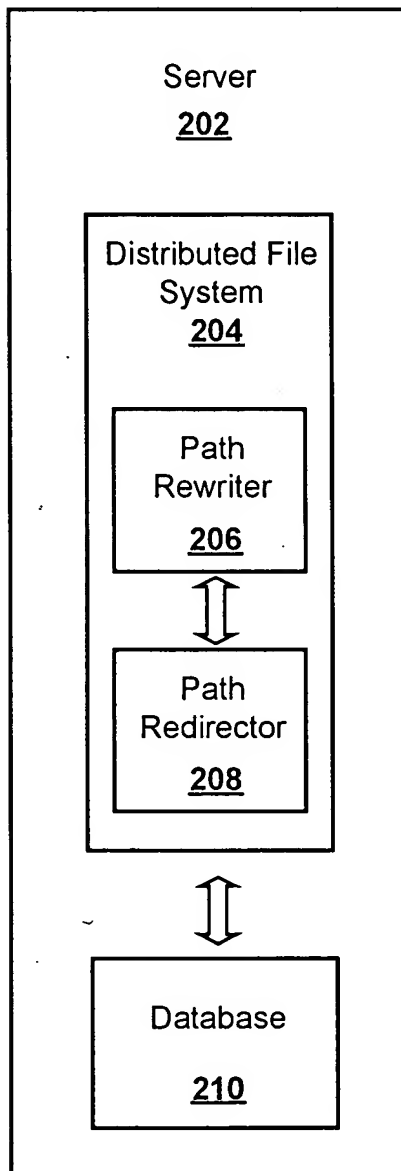 Server
202
Distributed File
System
204
Path
Rewriter
206
Path
Redirector
208
Database
210